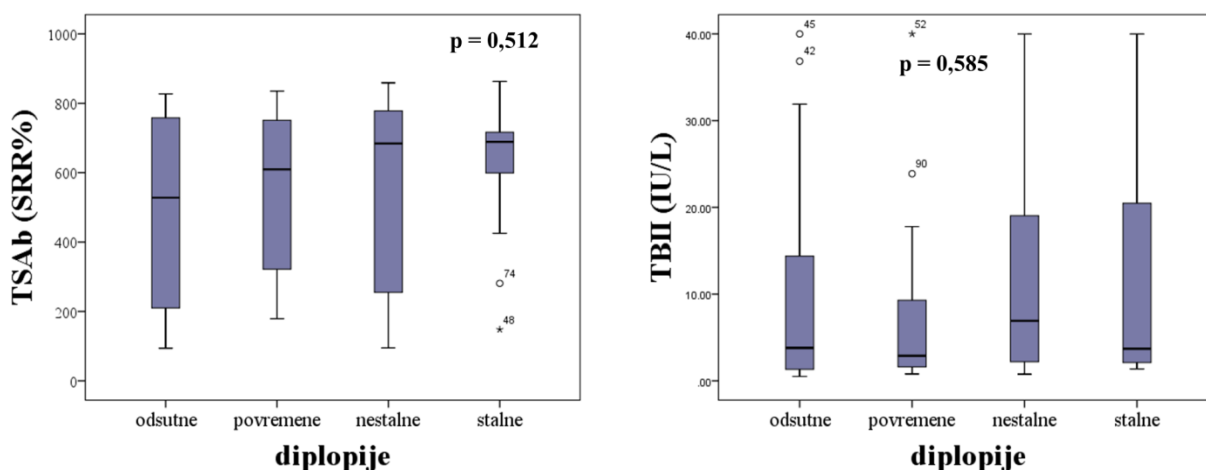 TSAb (SRR%)
1000
800
600
400
200
0
p = 0,512
74
48
odsutne povremene nestalne stalne
diplopije
TBII (IU/L)
40.00
30.00
20.00
10.00
.00
45
42
52
p = 0,585
90
odsutne povremene nestalne stalne
diplopije